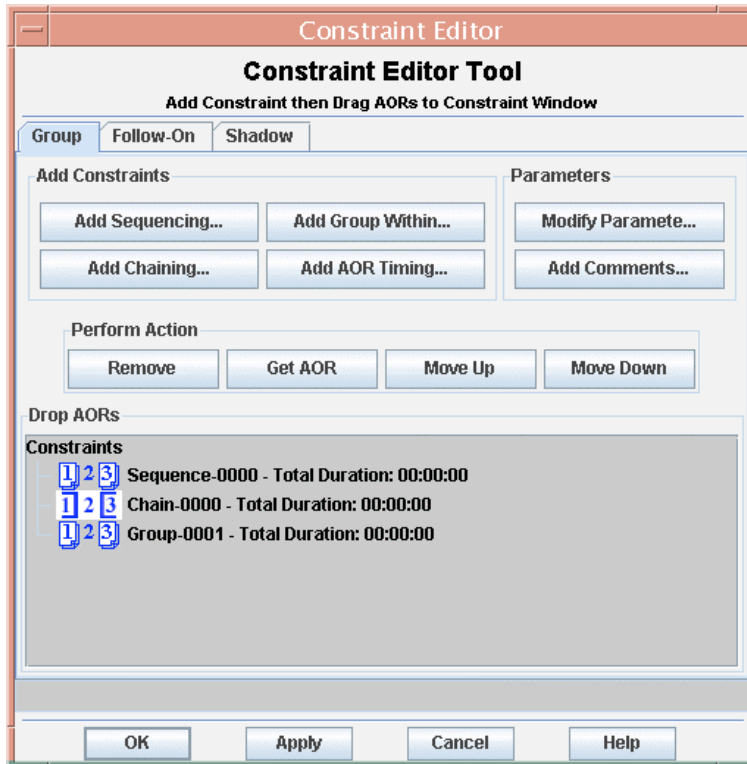 Constraint Editor
Constraint Editor Tool
Add Constraint then Drag AORs to Constraint Window
Group Follow-On Shadow
Add Constraints Parameters
Add Sequencing... Add Group Within... Modify Paramete...
Add Chaining... Add AOR Timing... Add Comments...
Perform Action
Remove Get AOR Move Up Move Down
Drop AORs
Constraints
1 2 3 Sequence-0000 - Total Duration: 00:00:00
1 2 3 Chain-0000 - Total Duration: 00:00:00
1 2 3 Group-0001 - Total Duration: 00:00:00
OK Apply Cancel Help